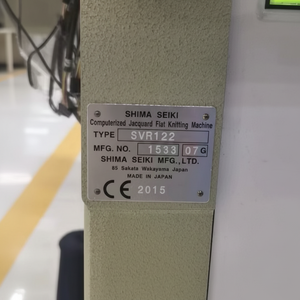 SHIMA SEIKI
Computerized Jacquard Flat Knitting Machine
TYPE SVR122
MFG. NO. 1533 07G
SHIMA SEIKI MFG.,LTD.
85 Sakata Wakayama Japan
MADE IN JAPAN
CE 2015